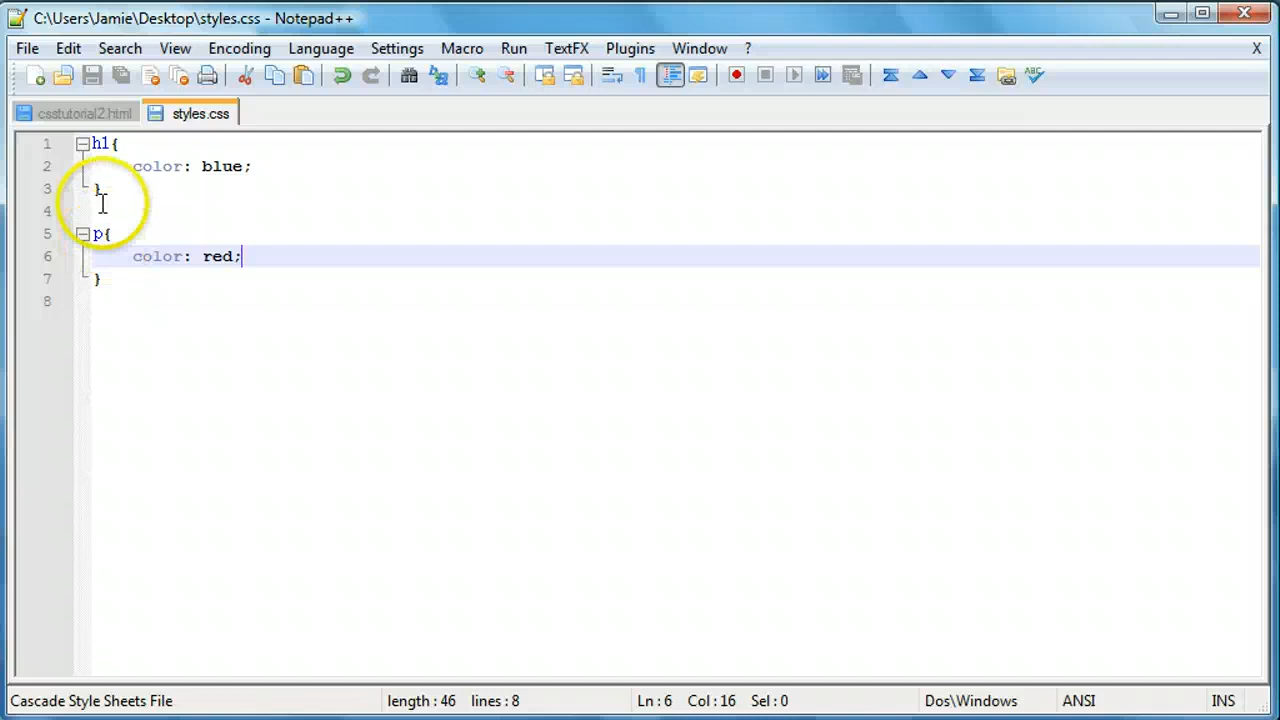 C:\Users\Jamie\Desktop\styles.css - Notepad++
File Edit Search View Encoding Language Settings Macro Run TextFX Plugins Window ? X
csstutorial2.html styles.css
1 h1{
2 color: blue;
3 }
4
5 p{
6 color: red;
7 }
8
Cascade Style Sheets File length : 46 lines : 8 Ln : 6 Col : 16 Sel : 0 Dos\Windows ANSI INS